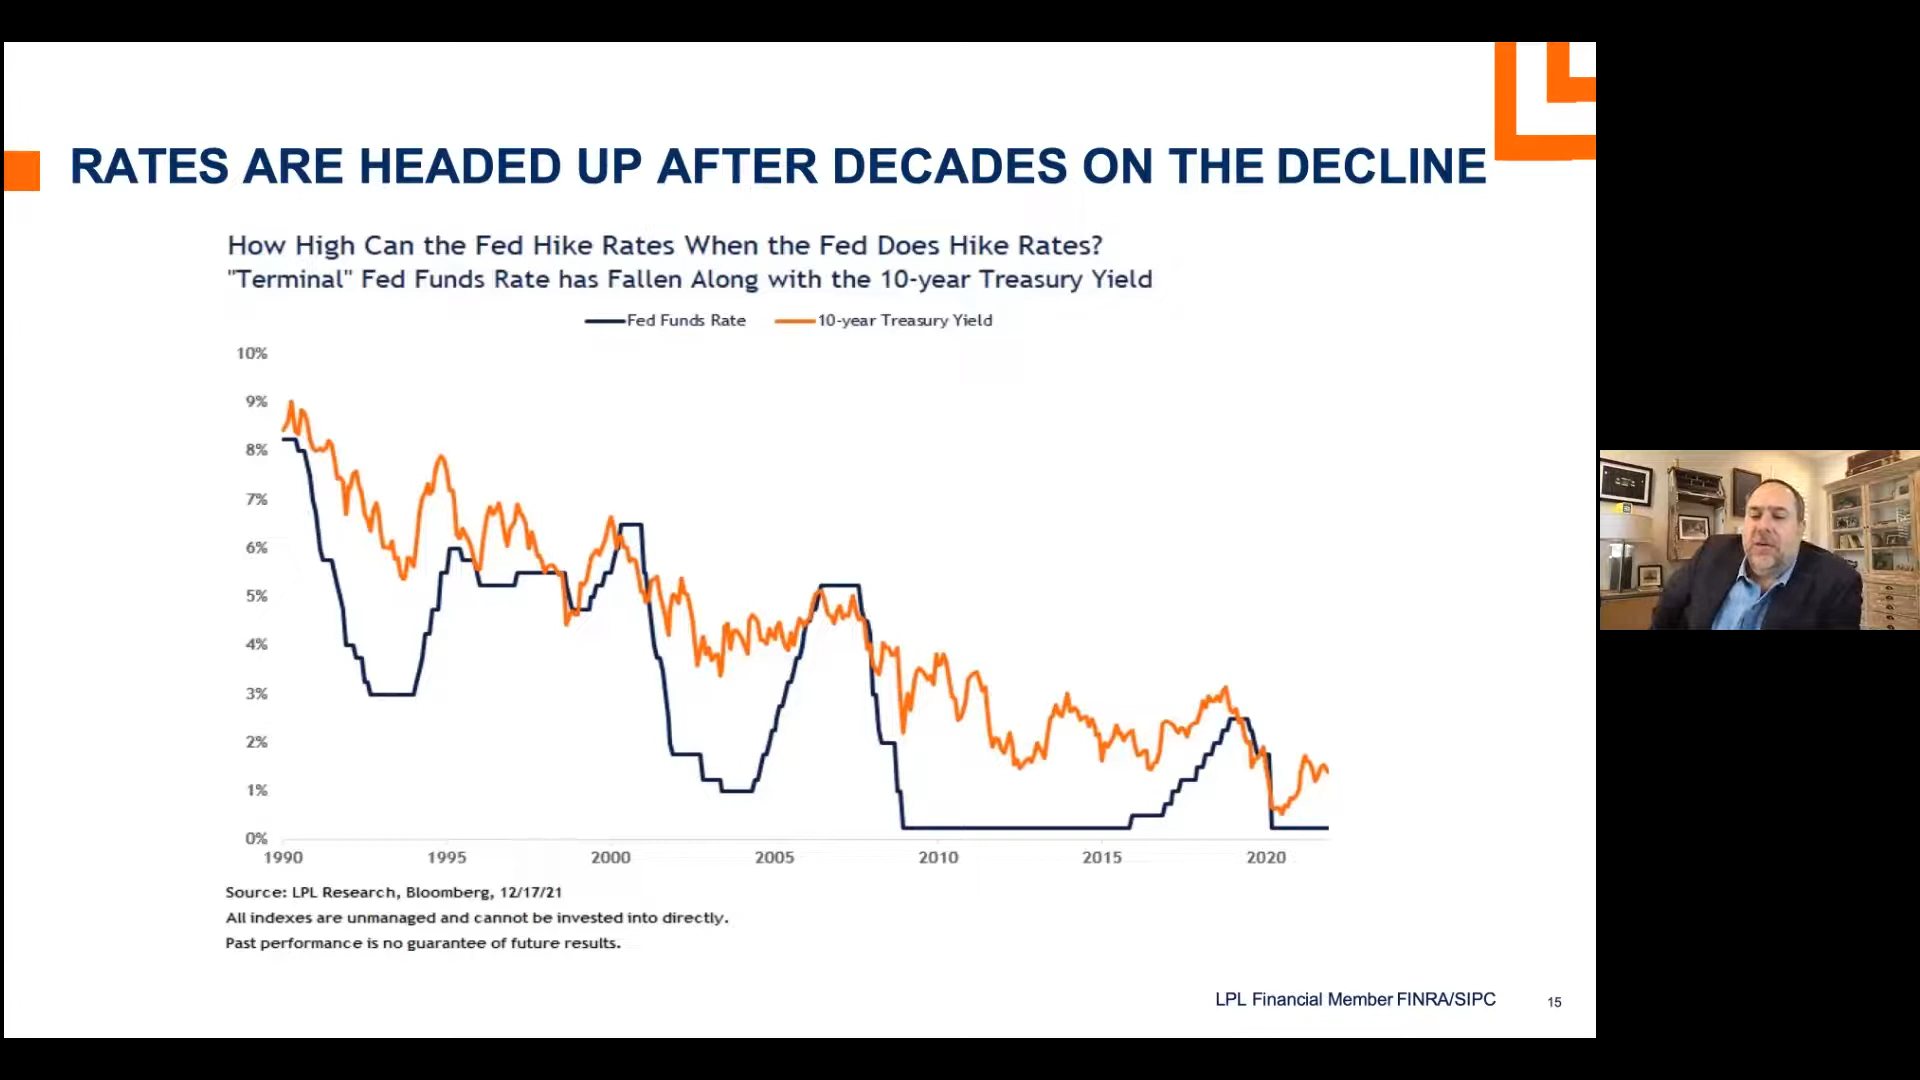 RATES ARE HEADED UP AFTER DECADES ON THE DECLINE
How High Can the Fed Hike Rates When the Fed Does Hike Rates?
"Terminal" Fed Funds Rate has Fallen Along with the 10-year Treasury Yield
Fed Funds Rate 10-year Treasury Yield
10%
9%
8%
7%
6%
5%
4%
3%
2%
1%
0%
1990 1995 2000 2005 2010 2015 2020
Source: LPL Research, Bloomberg, 12/17/21
All indexes are unmanaged and cannot be invested into directly.
Past performance is no guarantee of future results.
LPL Financial Member FINRA/SIPC 15